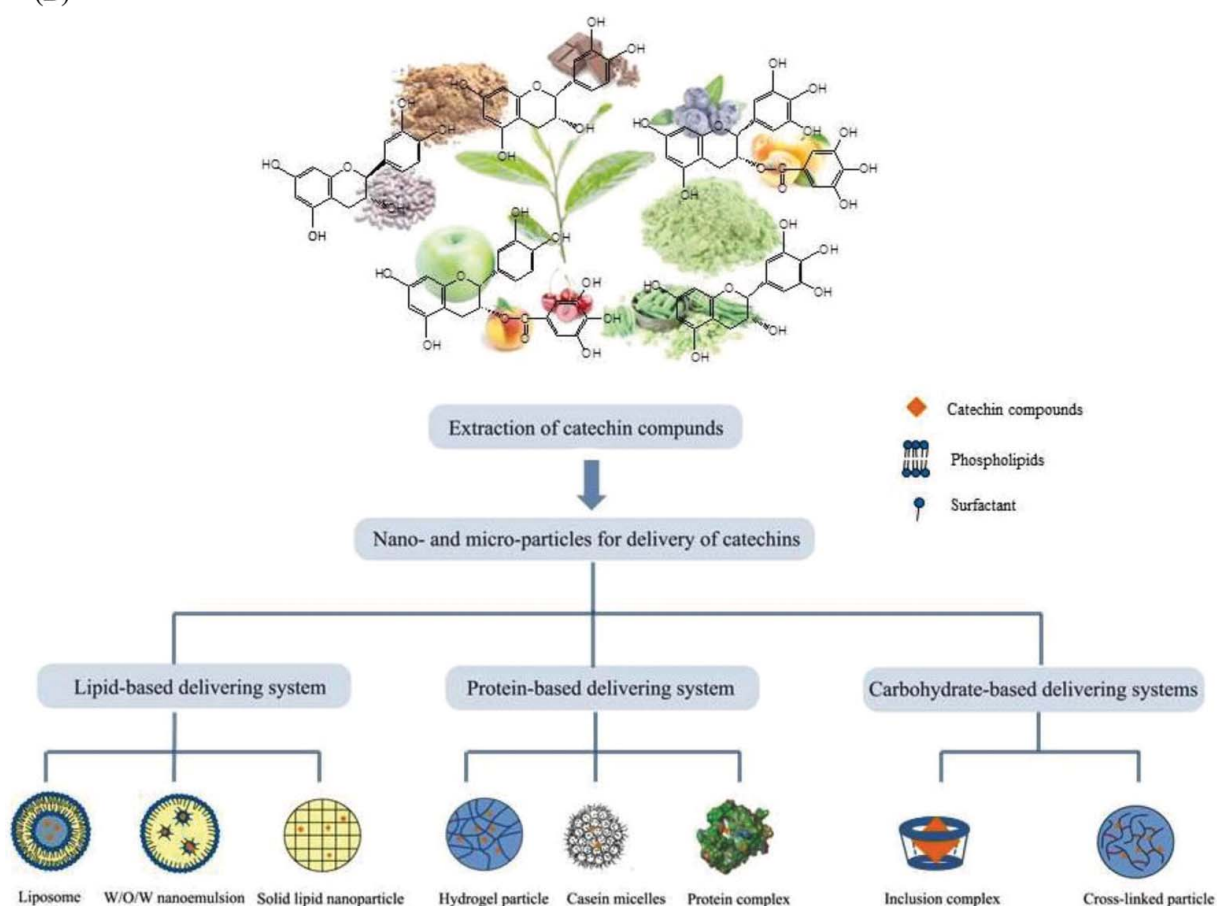 OH
OH
HO
O
OH
OH
OH
OH
HO
O
OH
OH
OH
OH
OH
HO
O
OH
O
C
O
OH
OH
OH
OH
OH
OH
HO
O
OH
O
C
O
OH
OH
OH
OH
OH
OH
HO
O
OH
OH
Extraction of catechin compunds
Catechin compounds
Phospholipids
Surfactant
Nano- and micro-particles for delivery of catechins
Lipid-based delivering system
Protein-based delivering system
Carbohydrate-based delivering systems
Liposome
W/O/W nanoemulsion
Solid lipid nanoparticle
Hydrogel particle
Casein micelles
Protein complex
Inclusion complex
Cross-linked particle